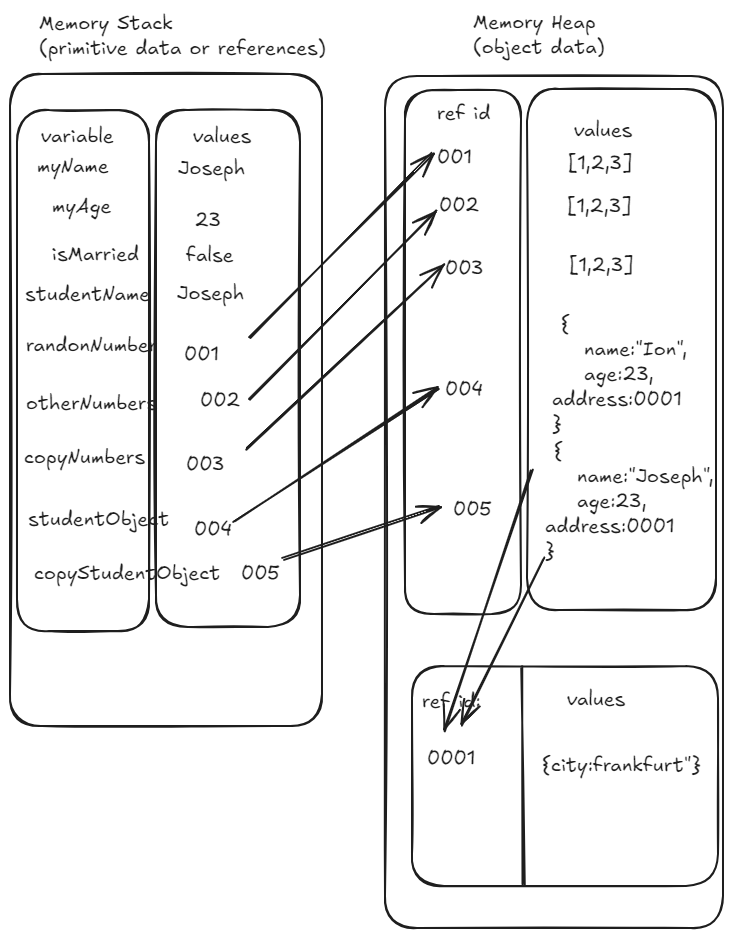 Memory Stack
(primitive data or references)
variable
values
myName
Joseph
myAge
23
isMarried
false
studentName
Joseph
randonNumber
001
otherNumbers
002
copyNumbers
003
studentObject
004
copyStudentObject
005
Memory Heap
(object data)
ref id
values
001
[1,2,3]
002
[1,2,3]
003
[1,2,3]
004
{
name:"Ion",
age:23,
address:0001
}
005
{
name:"Joseph",
age:23,
address:0001
}
ref id:
values
0001
{city:frankfurt"}